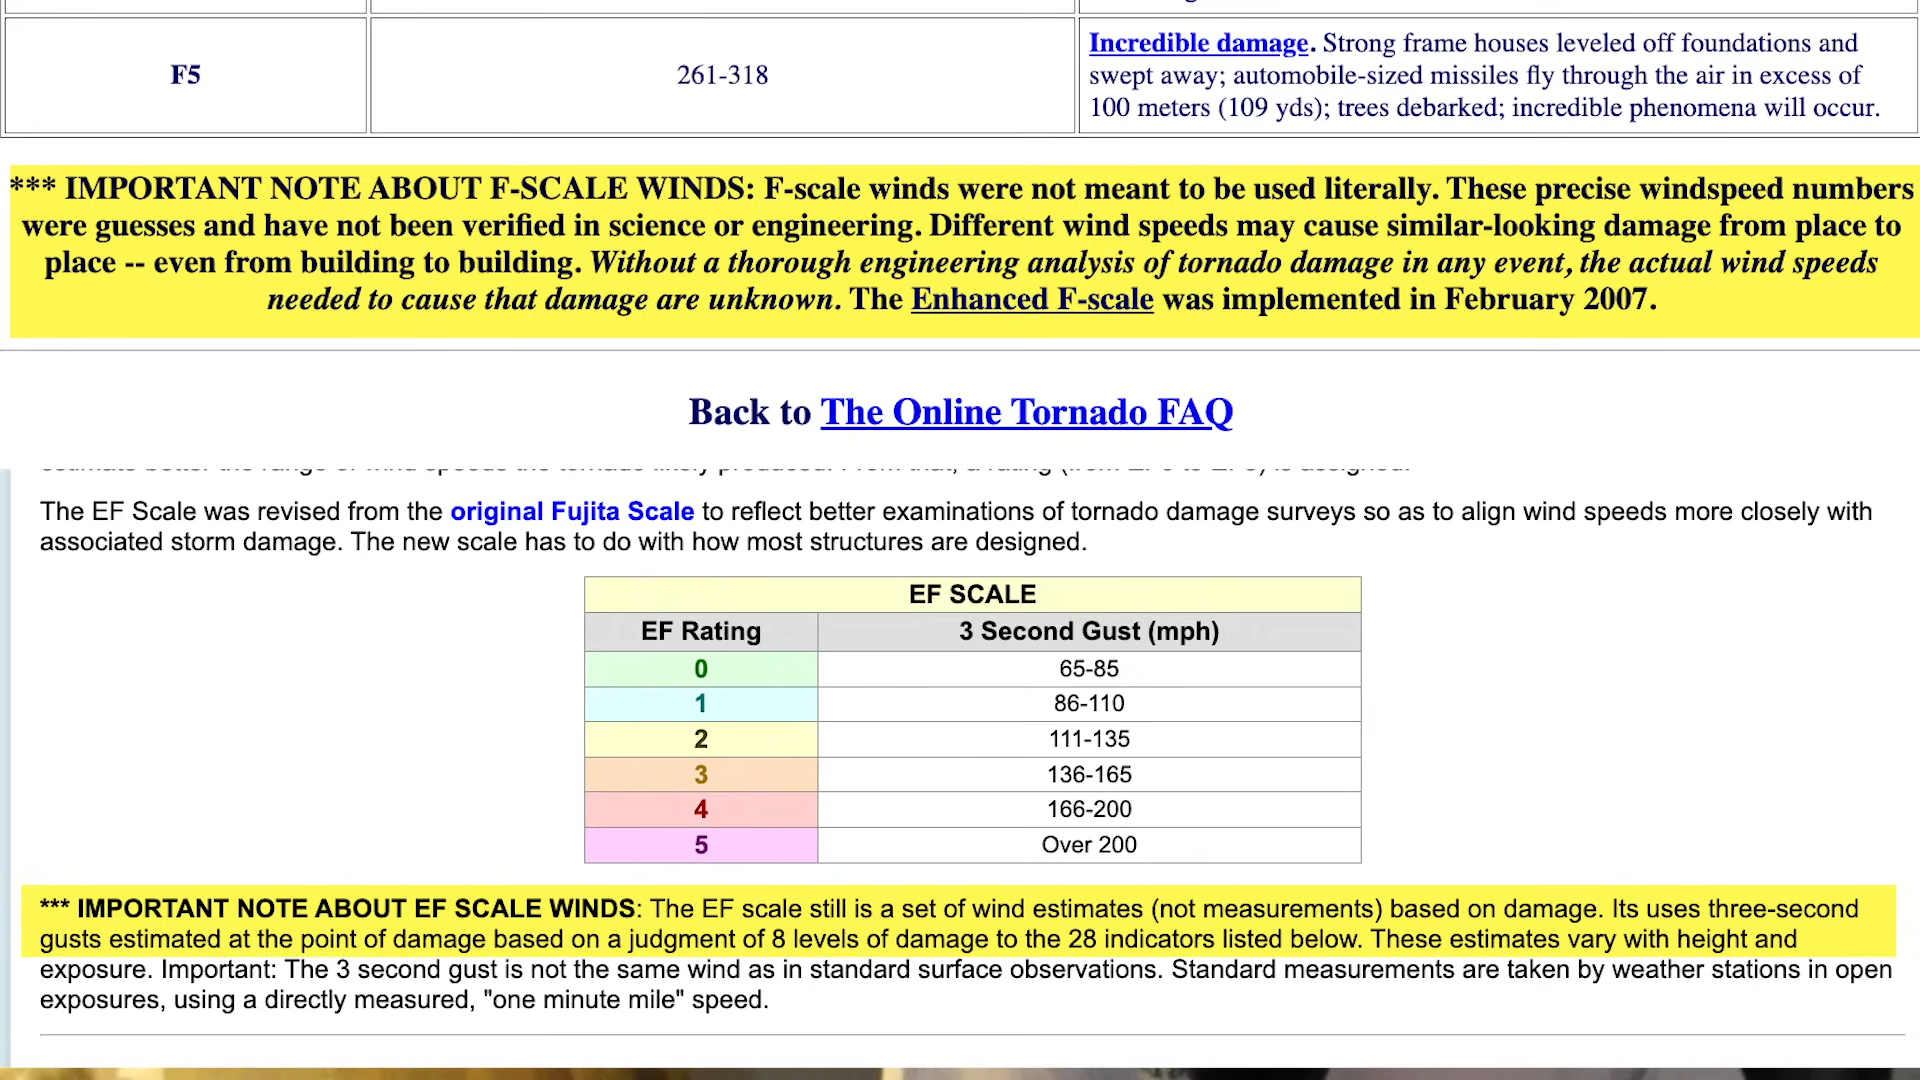 F5
261-318
Incredible damage. Strong frame houses leveled off foundations and
swept away; automobile-sized missiles fly through the air in excess of
100 meters (109 yds); trees debarked; incredible phenomena will occur.
*** IMPORTANT NOTE ABOUT F-SCALE WINDS: F-scale winds were not meant to be used literally. These precise windspeed numbers
were guesses and have not been verified in science or engineering. Different wind speeds may cause similar-looking damage from place to
place -- even from building to building. Without a thorough engineering analysis of tornado damage in any event, the actual wind speeds
needed to cause that damage are unknown. The Enhanced F-scale was implemented in February 2007.
Back to The Online Tornado FAQ
The EF Scale was revised from the original Fujita Scale to reflect better examinations of tornado damage surveys so as to align wind speeds more closely with
associated storm damage. The new scale has to do with how most structures are designed.
EF SCALE
EF Rating 3 Second Gust (mph)
0 65-85
1 86-110
2 111-135
3 136-165
4 166-200
5 Over 200
*** IMPORTANT NOTE ABOUT EF SCALE WINDS: The EF scale still is a set of wind estimates (not measurements) based on damage. Its uses three-second
gusts estimated at the point of damage based on a judgment of 8 levels of damage to the 28 indicators listed below. These estimates vary with height and
exposure. Important: The 3 second gust is not the same wind as in standard surface observations. Standard measurements are taken by weather stations in open
exposures, using a directly measured, "one minute mile" speed.